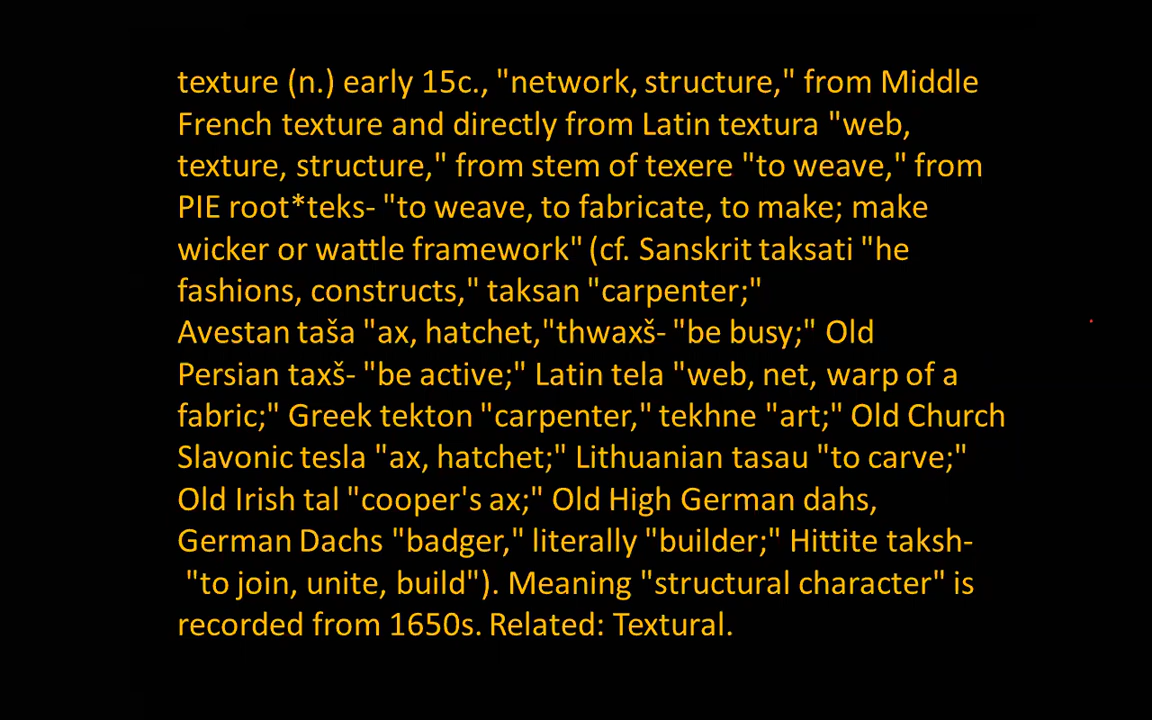 texture (n.) early 15c., "network, structure," from Middle
French texture and directly from Latin textura "web,
texture, structure," from stem of texere "to weave," from
PIE root*teks- "to weave, to fabricate, to make; make
wicker or wattle framework" (cf. Sanskrit taksati "he
fashions, constructs," taksan "carpenter;"
Avestan taša "ax, hatchet,"thwaxš- "be busy;" Old
Persian taxš- "be active;" Latin tela "web, net, warp of a
fabric;" Greek tekton "carpenter," tekhne "art;" Old Church
Slavonic tesla "ax, hatchet;" Lithuanian tasau "to carve;"
Old Irish tal "cooper's ax;" Old High German dahs,
German Dachs "badger," literally "builder;" Hittite taksh-
"to join, unite, build"). Meaning "structural character" is
recorded from 1650s. Related: Textural.